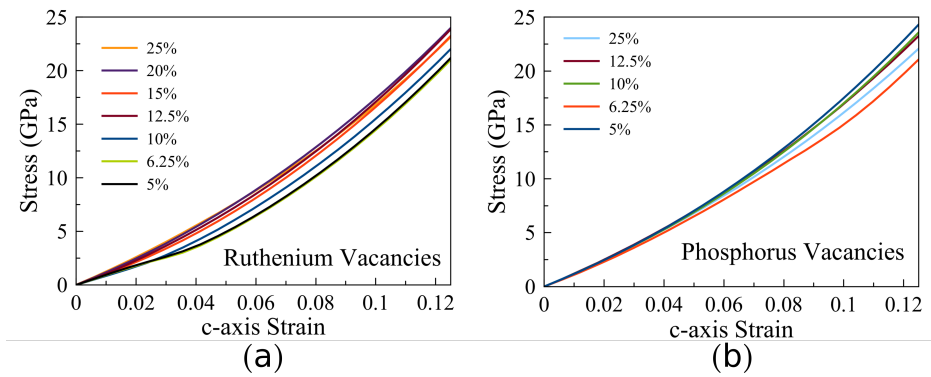 25
20
15
10
5
0
Stress (GPa)
25%
20%
15%
12.5%
10%
6.25%
5%
Ruthenium Vacancies
0 0.02 0.04 0.06 0.08 0.1 0.12
c-axis Strain
(a)
25
20
15
10
5
0
Stress (GPa)
25%
12.5%
10%
6.25%
5%
Phosphorus Vacancies
0 0.02 0.04 0.06 0.08 0.1 0.12
c-axis Strain
(b)